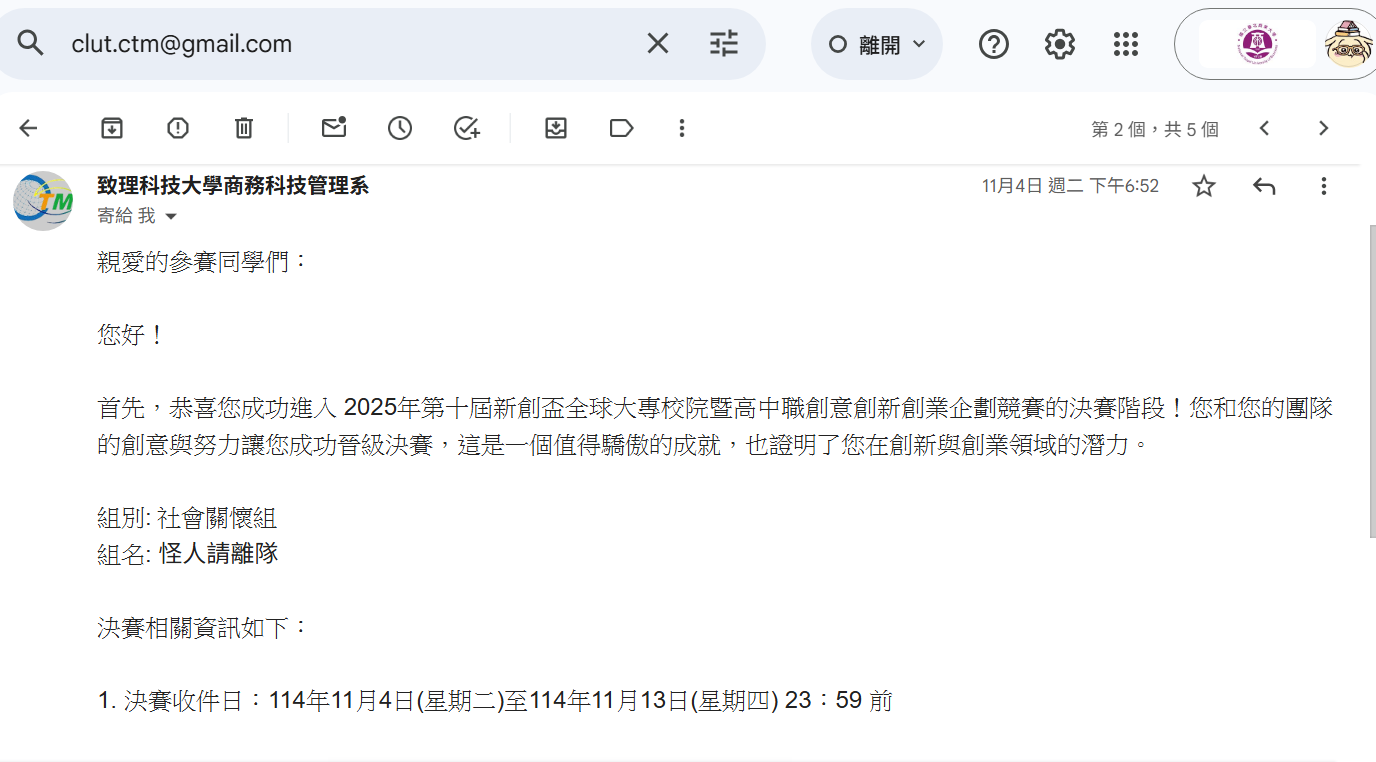 clut.ctm@gmail.com
離開
第 2 個，共 5 個
致理科技大學商務科技管理系
11月4日 週二 下午6:52
寄給 我
TM
親愛的參賽同學們：
您好！
首先，恭喜您成功進入 2025年第十屆新創盃全球大專校院暨高中職創意創新創業企劃競賽的決賽階段！您和您的團隊
的創意與努力讓您成功晉級決賽，這是一個值得驕傲的成就，也證明了您在創新與創業領域的潛力。
組別: 社會關懷組
組名: 怪人請離隊
決賽相關資訊如下：
1. 決賽收件日：114年11月4日(星期二)至114年11月13日(星期四) 23：59 前